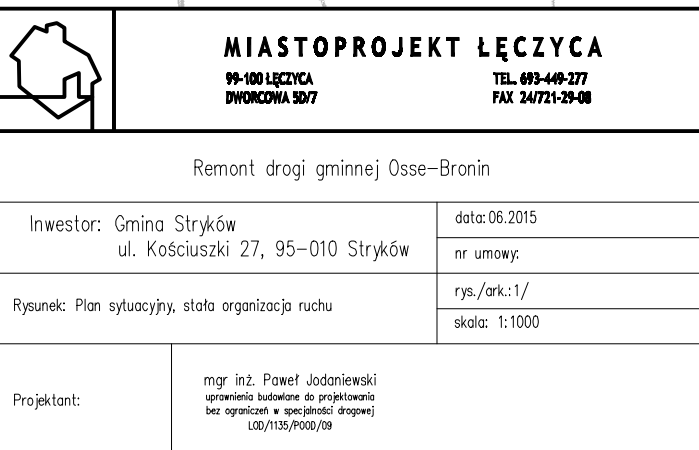 MIASTOPROJEKT ŁĘCZYCA
99-100 ŁĘCZYCA
DWORCOWA 5D/7
TEL. 693-449-277
FAX 24/721-29-08
Remont drogi gminnej Osse-Bronin
Inwestor: Gmina Stryków
ul. Kościuszki 27, 95-010 Stryków
data: 06.2015
nr umowy:
Rysunek: Plan sytuacyjny, stała organizacja ruchu
rys./ark.: 1/
skala: 1:1000
Projektant:
mgr inż. Paweł Jodaniewski
uprawnienia budowlane do projektowania
bez ograniczeń w specjalności drogowej
LOD/1135/POOD/09